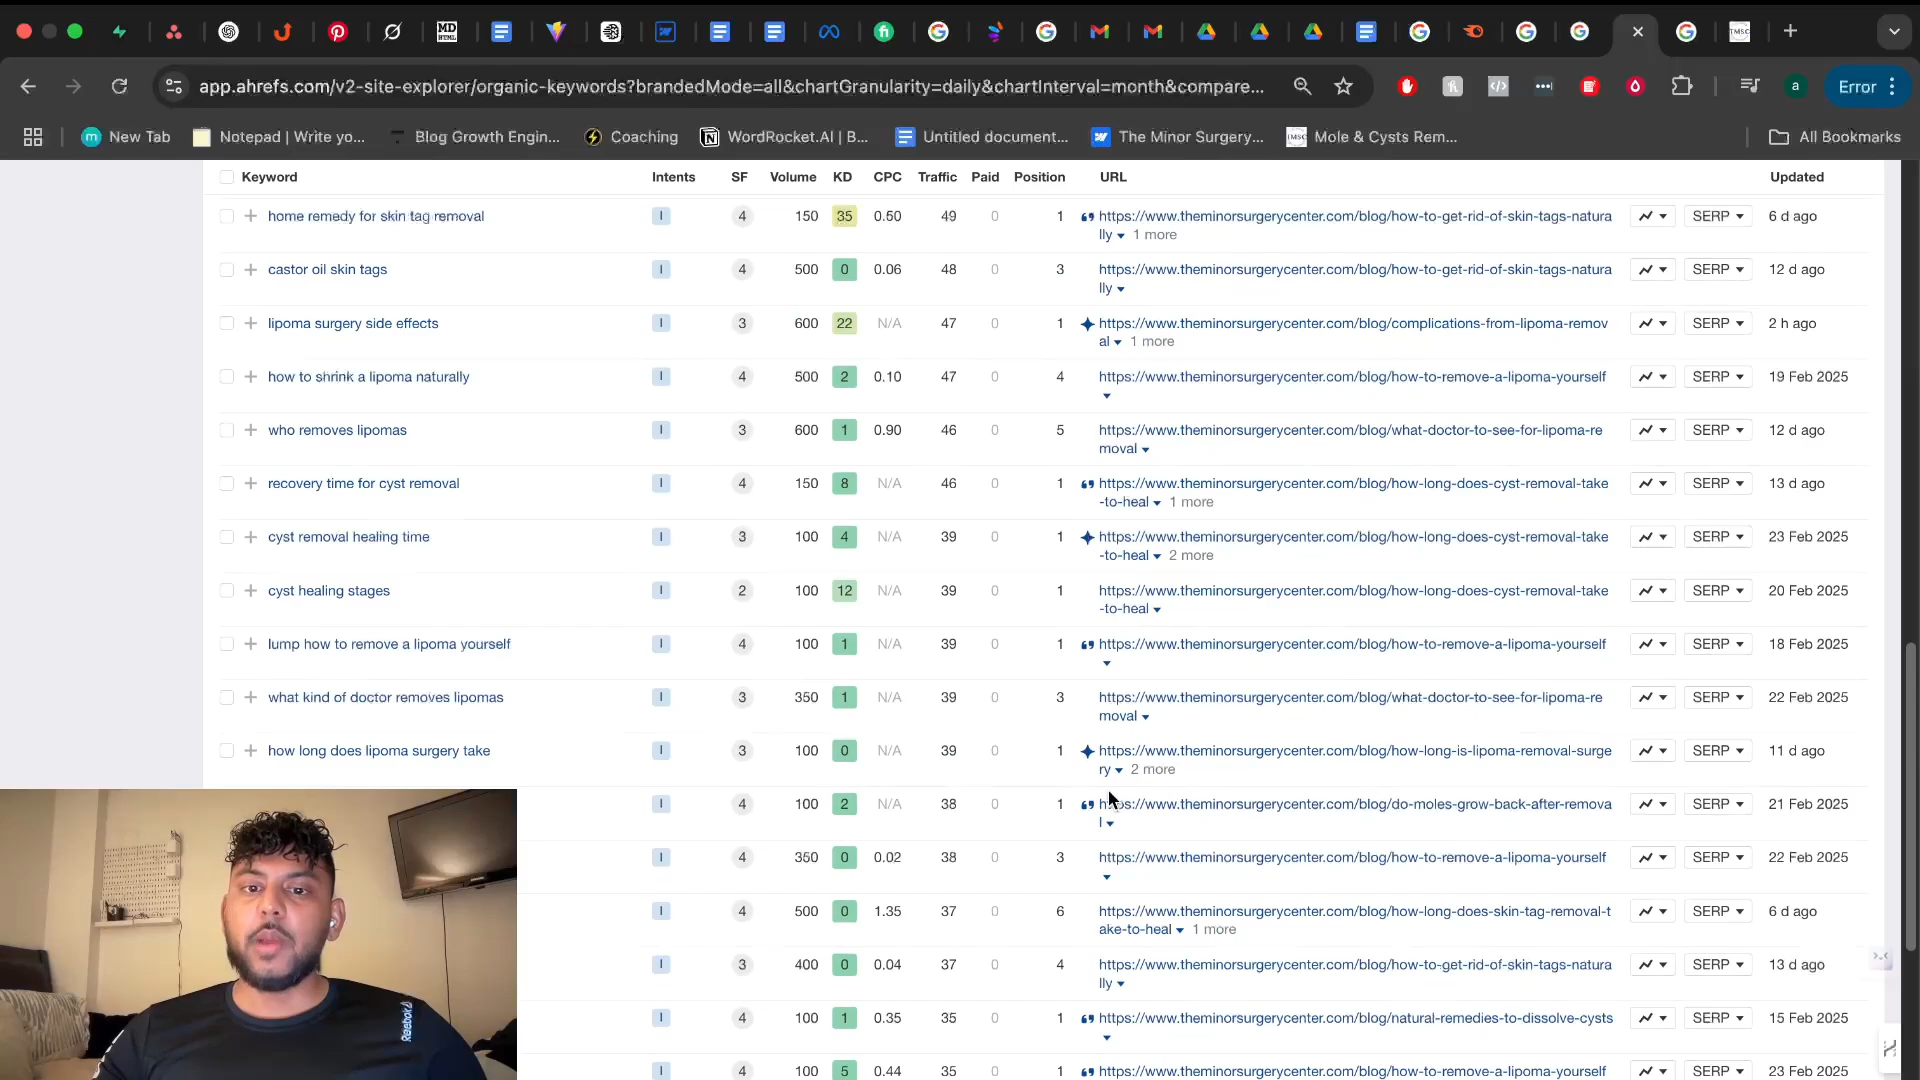 app.ahrefs.com/v2-site-explorer/organic-keywords?brandedMode=all&chartGranularity=daily&chartInterval=month&compare... Error a
New Tab Notepad | Write yo... Blog Growth Engin... Coaching WordRocket.AI | B... Untitled document... The Minor Surgery... TMSC Mole & Cysts Rem... All Bookmarks
Keyword Intents SF Volume KD CPC Traffic Paid Position URL Updated
home remedy for skin tag removal I 4 150 35 0.50 49 0 1 https://www.theminorsurgerycenter.com/blog/how-to-get-rid-of-skin-tags-natura SERP 6 d ago
lly 1 more
castor oil skin tags I 4 500 0 0.06 48 0 3 https://www.theminorsurgerycenter.com/blog/how-to-get-rid-of-skin-tags-natura SERP 12 d ago
lly
lipoma surgery side effects I 3 600 22 N/A 47 0 1 https://www.theminorsurgerycenter.com/blog/complications-from-lipoma-remov SERP 2 h ago
al 1 more
how to shrink a lipoma naturally I 4 500 2 0.10 47 0 4 https://www.theminorsurgerycenter.com/blog/how-to-remove-a-lipoma-yourself SERP 19 Feb 2025
who removes lipomas I 3 600 1 0.90 46 0 5 https://www.theminorsurgerycenter.com/blog/what-doctor-to-see-for-lipoma-re SERP 12 d ago
moval
recovery time for cyst removal I 4 150 8 N/A 46 0 1 https://www.theminorsurgerycenter.com/blog/how-long-does-cyst-removal-take SERP 13 d ago
-to-heal 1 more
cyst removal healing time I 3 100 4 N/A 39 0 1 https://www.theminorsurgerycenter.com/blog/how-long-does-cyst-removal-take SERP 23 Feb 2025
-to-heal 2 more
cyst healing stages I 2 100 12 N/A 39 0 1 https://www.theminorsurgerycenter.com/blog/how-long-does-cyst-removal-take SERP 20 Feb 2025
-to-heal
lump how to remove a lipoma yourself I 4 100 1 N/A 39 0 1 https://www.theminorsurgerycenter.com/blog/how-to-remove-a-lipoma-yourself SERP 18 Feb 2025
what kind of doctor removes lipomas I 3 350 1 N/A 39 0 3 https://www.theminorsurgerycenter.com/blog/what-doctor-to-see-for-lipoma-re SERP 22 Feb 2025
moval
how long does lipoma surgery take I 3 100 0 N/A 39 0 1 https://www.theminorsurgerycenter.com/blog/how-long-is-lipoma-removal-surge SERP 11 d ago
ry 2 more
I 4 100 2 N/A 38 0 1 https://www.theminorsurgerycenter.com/blog/do-moles-grow-back-after-remova SERP 21 Feb 2025
l
I 4 350 0 0.02 38 0 3 https://www.theminorsurgerycenter.com/blog/how-to-remove-a-lipoma-yourself SERP 22 Feb 2025
I 4 500 0 1.35 37 0 6 https://www.theminorsurgerycenter.com/blog/how-long-does-skin-tag-removal-t SERP 6 d ago
ake-to-heal 1 more
I 3 400 0 0.04 37 0 4 https://www.theminorsurgerycenter.com/blog/how-to-get-rid-of-skin-tags-natura SERP 13 d ago
lly
I 4 100 1 0.35 35 0 1 https://www.theminorsurgerycenter.com/blog/natural-remedies-to-dissolve-cysts SERP 15 Feb 2025
I 4 100 5 0.44 35 0 1 https://www.theminorsurgerycenter.com/blog/how-to-remove-a-lipoma-yourself SERP 23 Feb 2025
Reebok